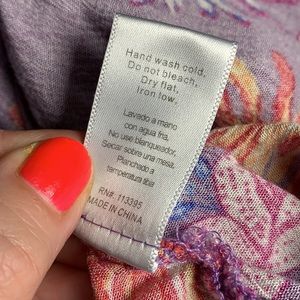 Hand wash cold,
Do not bleach,
Dry flat,
Iron low.
Lavado a mano
con agua fria,
No use blanqueador,
Secar sobre una mesa,
Planchado a
temperatura tibia
RN#: 113395
MADE IN CHINA